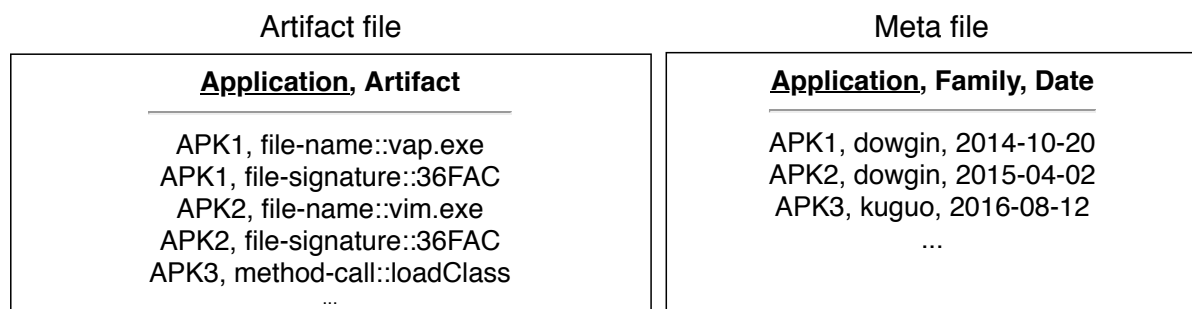 Artifact file
Application, Artifact
APK1, file-name::vap.exe
APK1, file-signature::36FAC
APK2, file-name::vim.exe
APK2, file-signature::36FAC
APK3, method-call::loadClass
...
Meta file
Application, Family, Date
APK1, dowgin, 2014-10-20
APK2, dowgin, 2015-04-02
APK3, kuguo, 2016-08-12
...